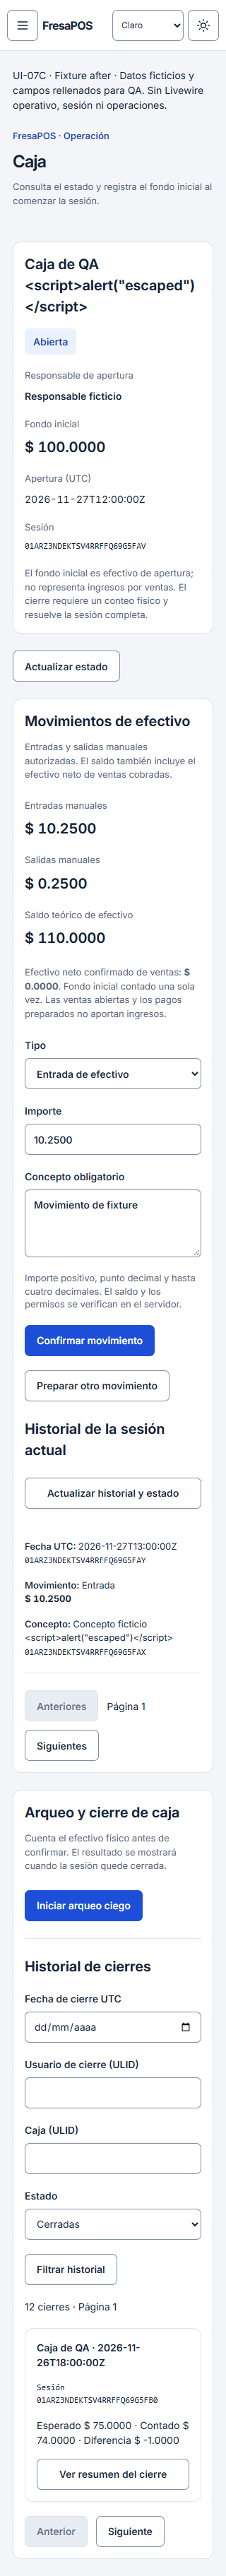 FresaPOS
Claro
UI-07C · Fixture after · Datos ficticios y
campos rellenados para QA. Sin Livewire
operativo, sesión ni operaciones.
FresaPOS · Operación
Caja
Consulta el estado y registra el fondo inicial al
comenzar la sesión.
Caja de QA
<script>alert("escaped")
</script>
Abierta
Responsable de apertura
Responsable ficticio
Fondo inicial
$ 100.0000
Apertura (UTC)
2026-11-27T12:00:00Z
Sesión
01ARZ3NDEKTSV4RRFFQ69G5FAV
El fondo inicial es efectivo de apertura;
no representa ingresos por ventas. El
cierre requiere un conteo físico y
resuelve la sesión completa.
Actualizar estado
Movimientos de efectivo
Entradas y salidas manuales
autorizadas. El saldo también incluye el
efectivo neto de ventas cobradas.
Entradas manuales
$ 10.2500
Salidas manuales
$ 0.2500
Saldo teórico de efectivo
$ 110.0000
Efectivo neto confirmado de ventas: $
0.0000. Fondo inicial contado una sola
vez. Las ventas abiertas y los pagos
preparados no aportan ingresos.
Tipo
Entrada de efectivo
Importe
10.2500
Concepto obligatorio
Movimiento de fixture
Importe positivo, punto decimal y hasta
cuatro decimales. El saldo y los
permisos se verifican en el servidor.
Confirmar movimiento
Preparar otro movimiento
Historial de la sesión
actual
Actualizar historial y estado
Fecha UTC: 2026-11-27T13:00:00Z
01ARZ3NDEKTSV4RRFFQ69G5FAY
Movimiento: Entrada
$ 10.2500
Concepto: Concepto ficticio
<script>alert("escaped")</script>
01ARZ3NDEKTSV4RRFFQ69G5FAX
Anteriores
Página 1
Siguientes
Arqueo y cierre de caja
Cuenta el efectivo físico antes de
confirmar. El resultado se mostrará
cuando la sesión quede cerrada.
Iniciar arqueo ciego
Historial de cierres
Fecha de cierre UTC
dd/mm/aaaa
Usuario de cierre (ULID)
Caja (ULID)
Estado
Cerradas
Filtrar historial
12 cierres · Página 1
Caja de QA · 2026-11-
26T18:00:00Z
Sesión
01ARZ3NDEKTSV4RRFFQ69G5FB0
Esperado $ 75.0000 · Contado $
74.0000 · Diferencia $ -1.0000
Ver resumen del cierre
Anterior
Siguiente